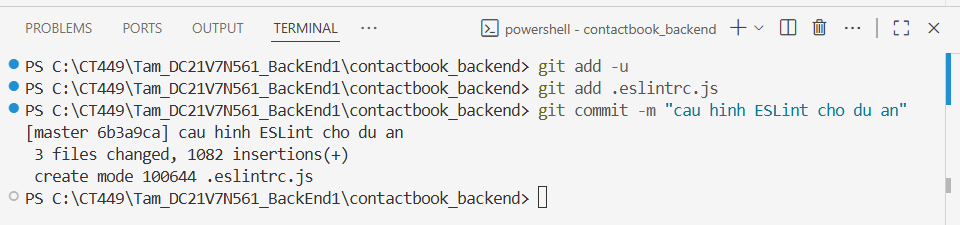 PROBLEMS PORTS OUTPUT TERMINAL ··· powershell - contactbook_backend
PS C:\CT449\Tam_DC21V7N561_BackEnd1\contactbook_backend> git add -u
PS C:\CT449\Tam_DC21V7N561_BackEnd1\contactbook_backend> git add .eslintrc.js
PS C:\CT449\Tam_DC21V7N561_BackEnd1\contactbook_backend> git commit -m "cau hinh ESLint cho du an"
[master 6b3a9ca] cau hinh ESLint cho du an
3 files changed, 1082 insertions(+)
create mode 100644 .eslintrc.js
PS C:\CT449\Tam_DC21V7N561_BackEnd1\contactbook_backend>